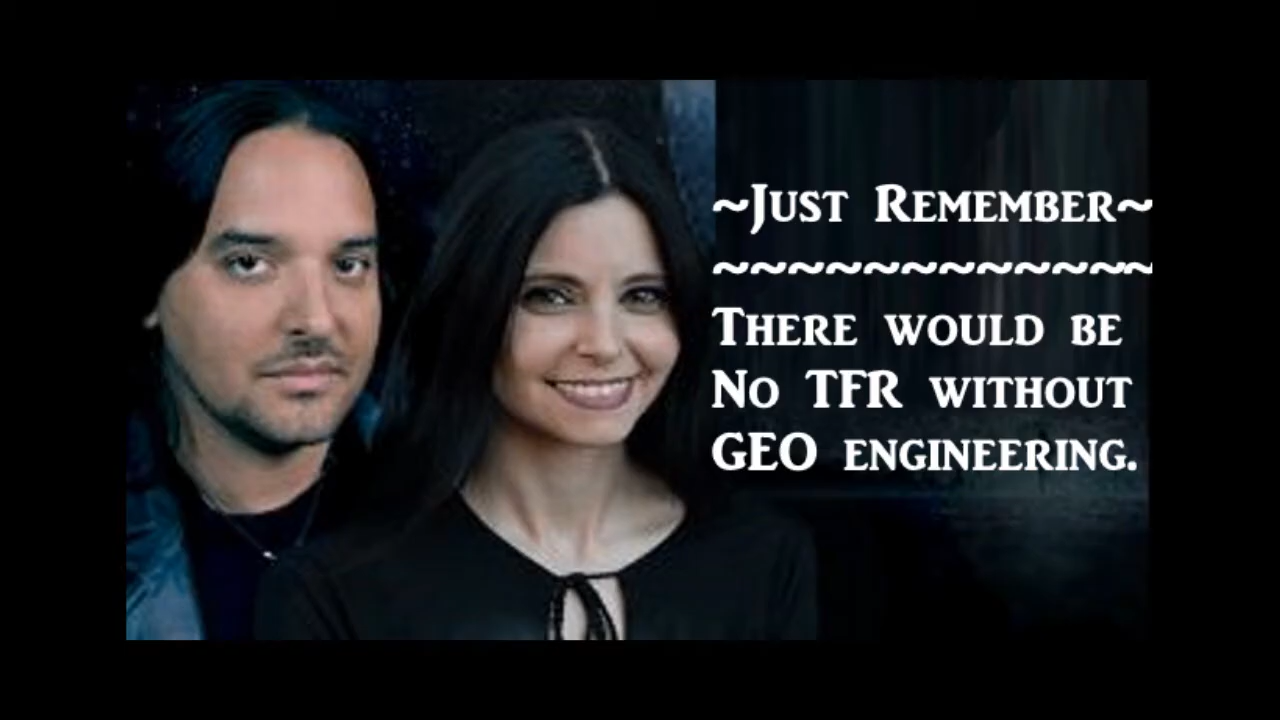 ~Just Remember~
~~~~~~~~~~~~
There would be
No TFR without
GEO engineering.